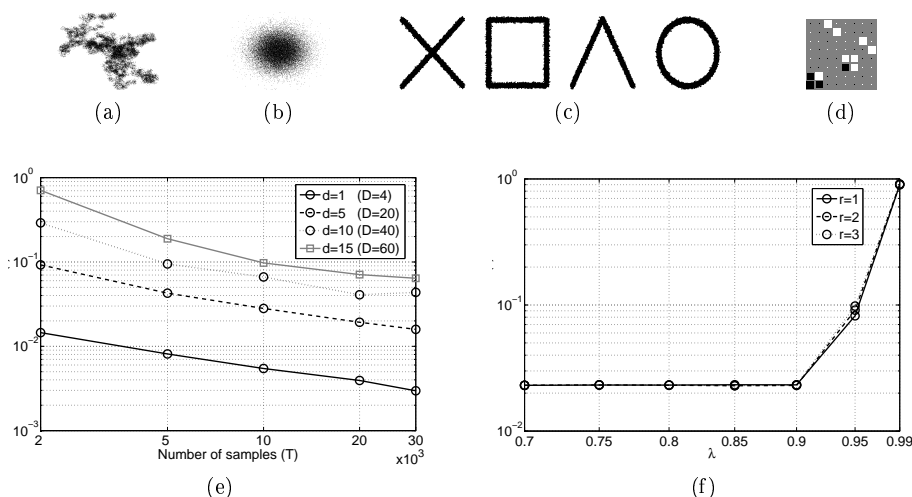 (a) (b) (c) (d)
10^0
10^-1
10^-2
10^-3
d=1 (D=4)
d=5 (D=20)
d=10 (D=40)
d=15 (D=60)
2 5 10 20 30
Number of samples (T)
x10^3
(e)
10^0
10^-1
10^-2
r=1
r=2
r=3
0.7 0.75 0.8 0.85 0.9 0.95 0.99
λ
(f)